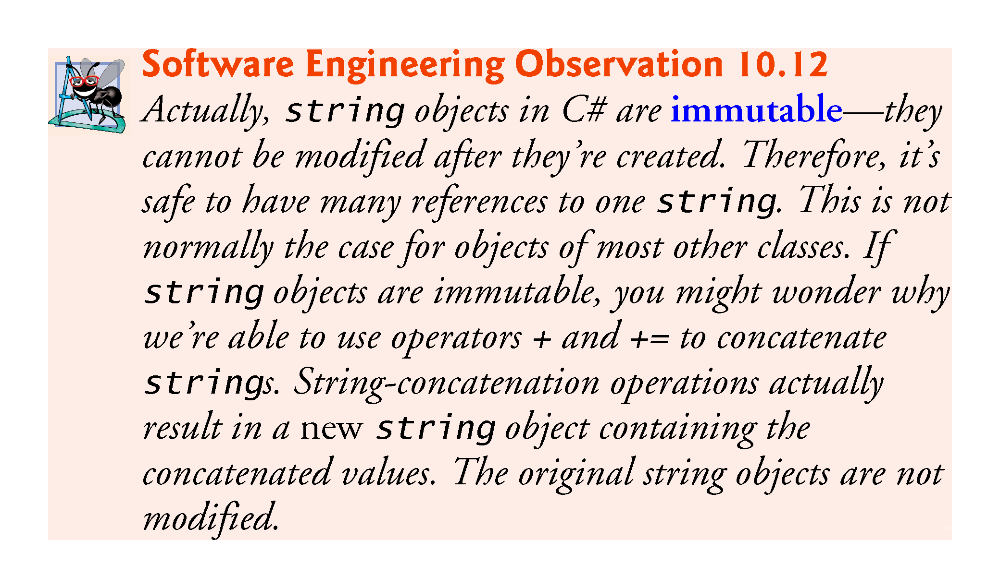 Software Engineering Observation 10.12
Actually, string objects in C# are immutable—they
cannot be modified after they’re created. Therefore, it’s
safe to have many references to one string. This is not
normally the case for objects of most other classes. If
string objects are immutable, you might wonder why
we’re able to use operators + and += to concatenate
strings. String-concatenation operations actually
result in a new string object containing the
concatenated values. The original string objects are not
modified.